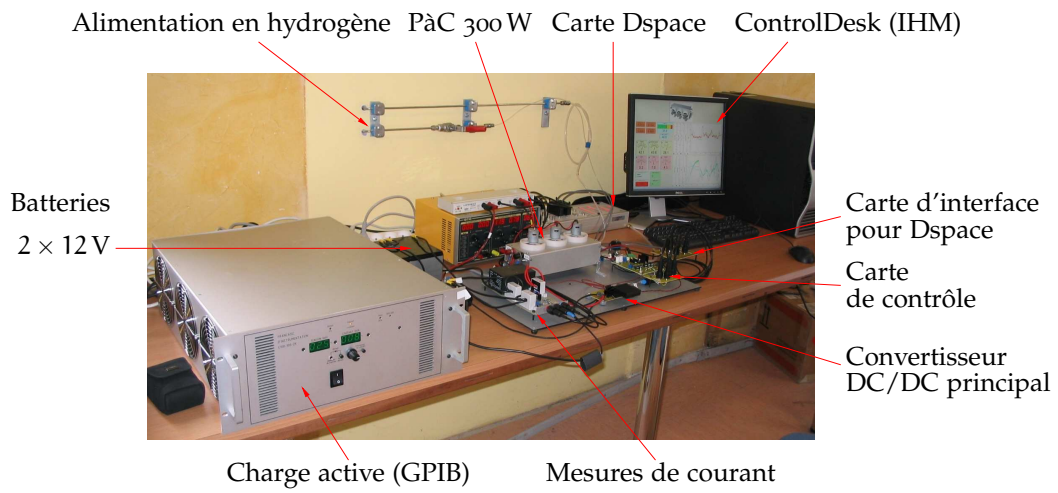 Alimentation en hydrogène PàC 300 W Carte Dspace ControlDesk (IHM)
Batteries
2 × 12 V
Carte d'interface
pour Dspace
Carte
de contrôle
Convertisseur
DC/DC principal
Charge active (GPIB) Mesures de courant